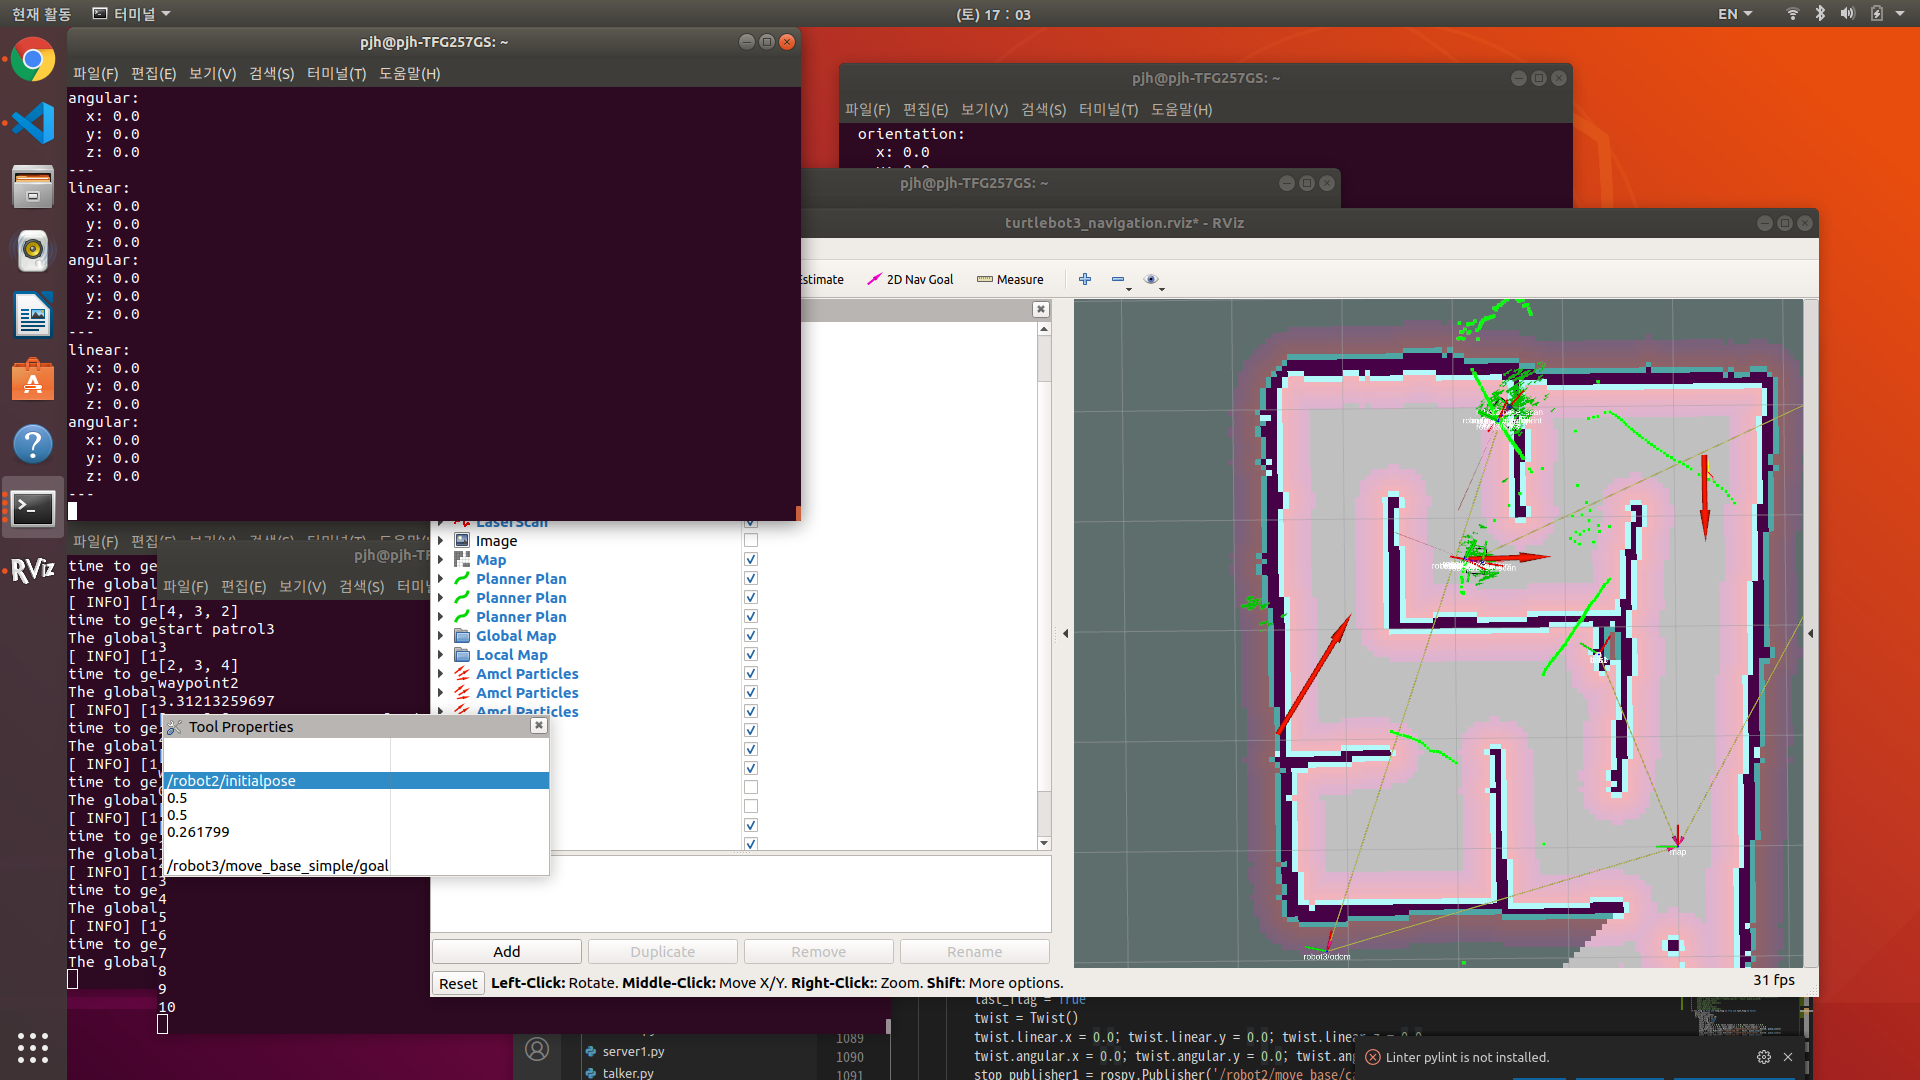 현재 활동
터미널
(토) 17 : 03
EN
pjh@pjh-TFG257GS: ~
파일(F) 편집(E) 보기(V) 검색(S) 터미널(T) 도움말(H)
angular:
x: 0.0
y: 0.0
z: 0.0
---
linear:
x: 0.0
y: 0.0
z: 0.0
angular:
x: 0.0
y: 0.0
z: 0.0
---
linear:
x: 0.0
y: 0.0
z: 0.0
angular:
x: 0.0
y: 0.0
z: 0.0
---
pjh@pjh-TFG257GS: ~
파일(F) 편집(E) 보기(V) 검색(S) 터미널(T) 도움말(H)
orientation:
x: 0.0
pjh@pjh-TFG257GS: ~
turtlebot3_navigation.rviz* - RViz
2D Nav Goal
Measure
LaserScan
Image
Map
Planner Plan
Planner Plan
Planner Plan
Global Map
Local Map
Amcl Particles
Amcl Particles
Amcl Particles
Add
Duplicate
Remove
Rename
Reset
Left-Click: Rotate. Middle-Click: Move X/Y. Right-Click:: Zoom. Shift: More options.
31 fps
map
robot3/odom
RViz
파일(F)
time to ge
The global
[ INFO] [1
time to ge
The global
[ INFO] [1
time to ge
The global
[ INFO] [1
time to ge
The global
[ INFO] [1
time to ge
The global
[ INFO] [1
time to ge
The global
[ INFO] [1
time to ge
The global
[ INFO] [1
time to ge
The global
파일(F) 편집(E) 보기(V) 검색(S)
[4, 3, 2]
start patrol3
3
[2, 3, 4]
waypoint2
3.31213259697
Tool Properties
/robot2/initialpose
0.5
0.5
0.261799
/robot3/move_base_simple/goal
3
4
5
6
7
8
9
10
server1.py
talker.py
1089
1090
1091
last_flag = True
twist = Twist()
twist.linear.x = 0.0; twist.linear.y = 0.0; twist.linear.z = 0.0
twist.angular.x = 0.0; twist.angular.y = 0.0;
stop_publisher1 = rospy.Publisher('/robot2/move_base/
Linter pylint is not installed.